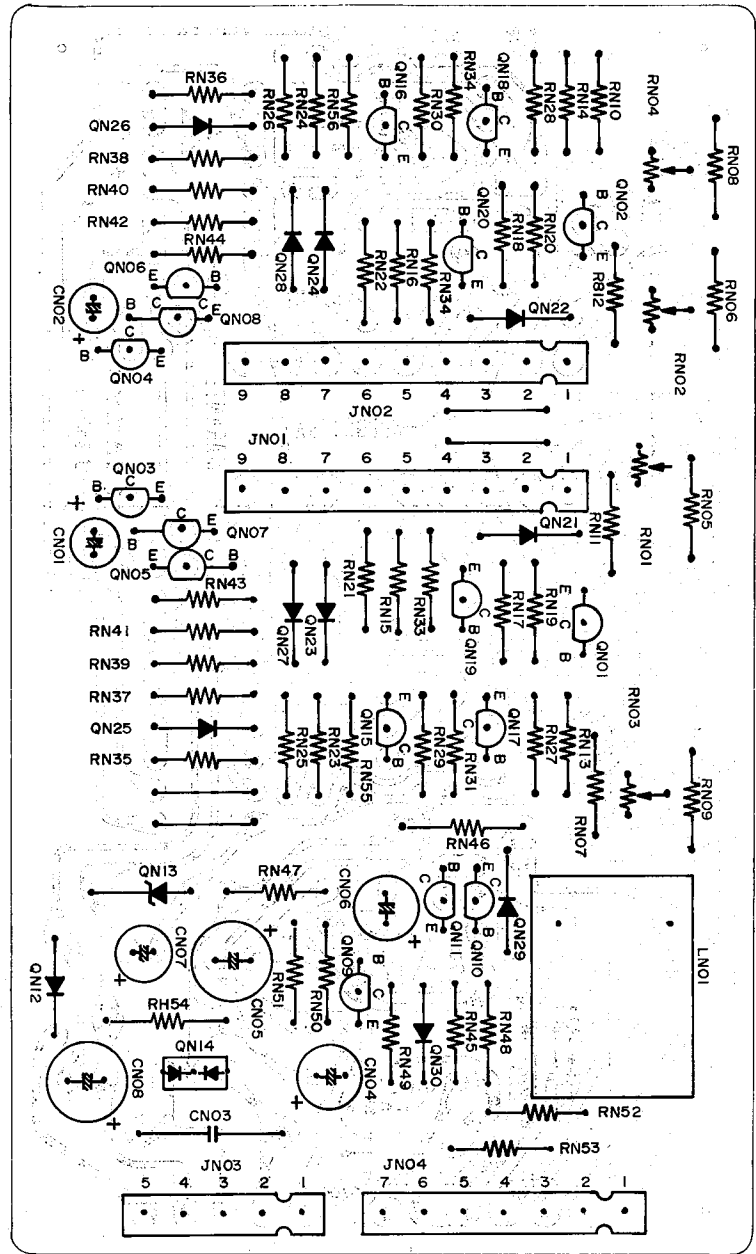 RN36
QN26
RN38
RN40
RN42
RN44
QN06
E B
C
CN02
+
B C E
QN08
C
B E
QN04
RN26
RN24
RN56
QN16
B
C
E
RN30
RN34
QN18
B
C
E
RN28
RN14
RN10
RN04
RN08
QN28
QN24
RN22
RN16
RN34
QN20
B
C
E
RN18
RN20
QN02
B
C
E
R812
RN06
QN22
RN02
9 8 7 6 5 4 3 2 1
JN02
JN01
9 8 7 6 5 4 3 2 1
QN03
B C E
+
CN01
B C E
QN07
E C B
QN05
RN43
RN41
RN39
RN37
QN25
RN35
QN21
RN11
RN01
RN05
RN21
RN15
RN33
E
C
B
QN19
RN17
RN19
E
C
B
QN01
QN27
QN23
RN25
RN23
RN55
QN15
E
C
B
RN29
RN31
E
C
B
QN17
RN27
RN13
RN03
RN07
RN09
RN46
QN13
RN47
CN06
+
B
C
E
QN11
E
C
B
QN10
QN29
LN01
QN12
CN07
+
CN05
+
RN51
RN50
QN09
B
C
E
RH54
QN14
CN08
+
CN04
+
RN49
QN30
RN45
RN48
CN03
RN52
RN53
JN03
5 4 3 2 1
JN04
7 6 5 4 3 2 1